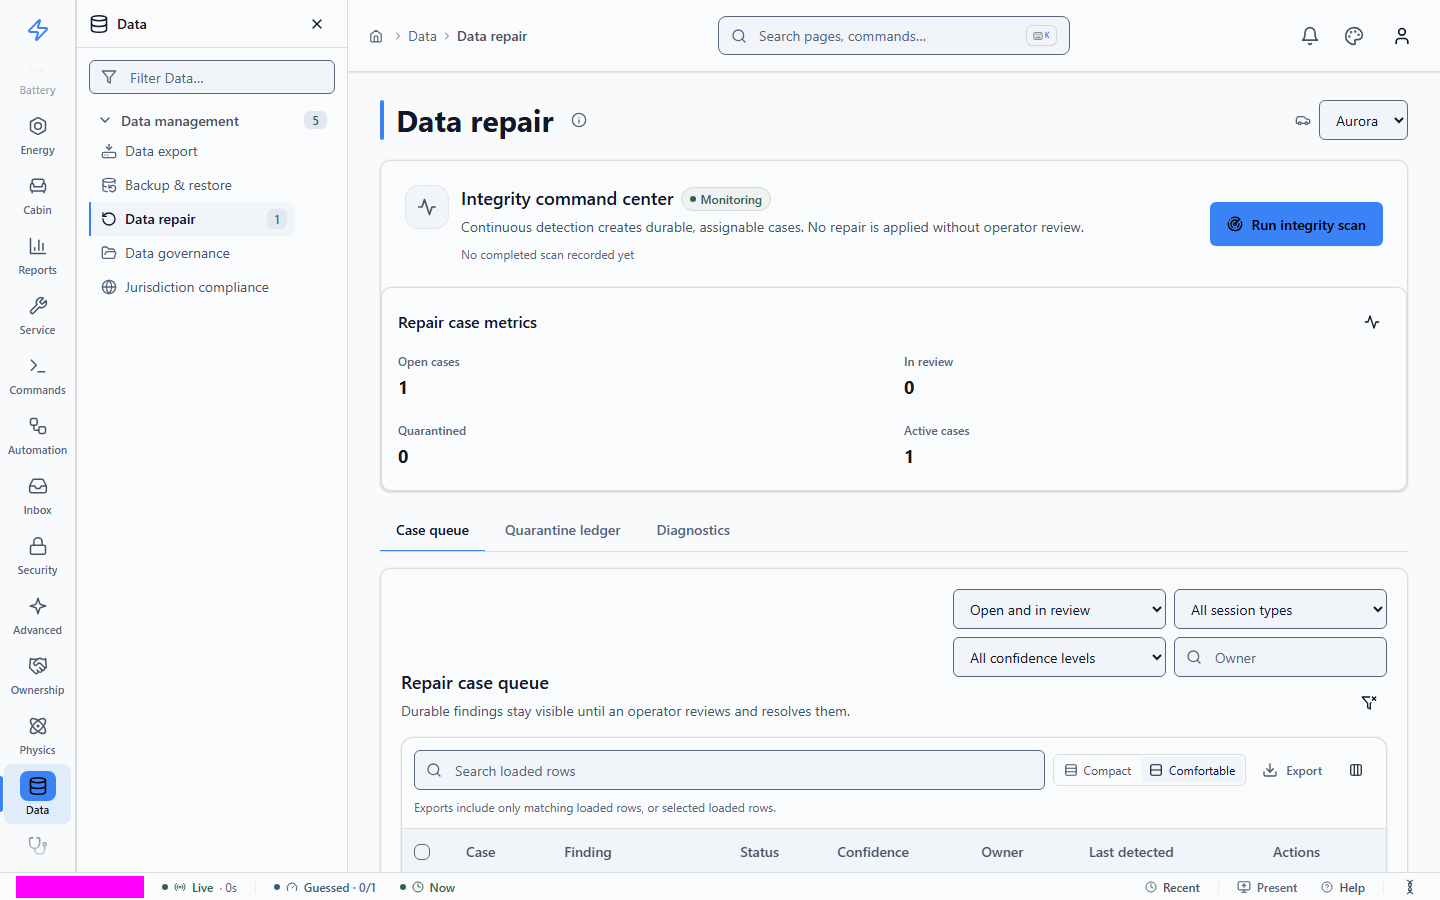 Data
Data
Data repair
Search pages, commands...
K
Battery
Energy
Cabin
Reports
Service
Commands
Automation
Inbox
Security
Advanced
Ownership
Physics
Data
Filter Data...
Data management
5
Data export
Backup & restore
Data repair
1
Data governance
Jurisdiction compliance
Data repair
Aurora
Integrity command center
Monitoring
Continuous detection creates durable, assignable cases. No repair is applied without operator review.
No completed scan recorded yet
Run integrity scan
Repair case metrics
Open cases
1
In review
0
Quarantined
0
Active cases
1
Case queue
Quarantine ledger
Diagnostics
Open and in review
All session types
All confidence levels
Owner
Repair case queue
Durable findings stay visible until an operator reviews and resolves them.
Search loaded rows
Compact
Comfortable
Export
Exports include only matching loaded rows, or selected loaded rows.
Case
Finding
Status
Confidence
Owner
Last detected
Actions
Live · 0s
Guessed · 0/1
Now
Recent
Present
Help